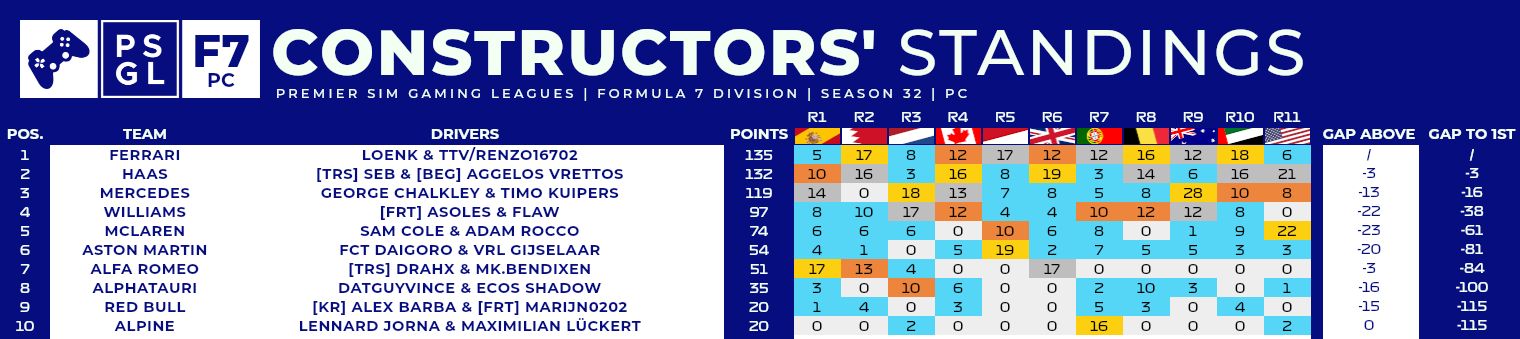 PS GL
F7 PC
CONSTRUCTORS' STANDINGS
PREMIER SIM GAMING LEAGUES | FORMULA 7 DIVISION | SEASON 32 | PC
R1 R2 R3 R4 R5 R6 R7 R8 R9 R10 R11
POS. TEAM DRIVERS POINTS GAP ABOVE GAP TO 1ST
1 FERRARI LOENK & TTV/RENZO16702 135 5 17 8 12 17 12 12 16 12 18 6 / /
2 HAAS [TRS] SEB & [BEG] AGGELOS VRETTOS 132 10 16 3 16 8 19 3 14 6 16 21 -3 -3
3 MERCEDES GEORGE CHALKLEY & TIMO KUIPERS 119 14 0 18 13 7 8 5 8 28 10 8 -13 -16
4 WILLIAMS [FRT] ASOLES & FLAW 97 8 10 17 12 4 4 10 12 12 8 0 -22 -38
5 MCLAREN SAM COLE & ADAM ROCCO 74 6 6 6 0 10 6 8 0 1 9 22 -23 -61
6 ASTON MARTIN FCT DAIGORO & VRL GIJSELAAR 54 4 1 0 5 19 2 7 5 5 3 3 -20 -81
7 ALFA ROMEO [TRS] DRAHX & MK.BENDIXEN 51 17 13 4 0 0 17 0 0 0 0 0 -3 -84
8 ALPHATAURI DATGUYVINCE & ECOS SHADOW 35 3 0 10 6 0 0 2 10 3 0 1 -16 -100
9 RED BULL [KR] ALEX BARBA & [FRT] MARIJN0202 20 1 4 0 3 0 0 5 3 0 4 0 -15 -115
10 ALPINE LENNARD JORNA & MAXIMILIAN LÜCKERT 20 0 0 2 0 0 0 16 0 0 0 2 0 -115